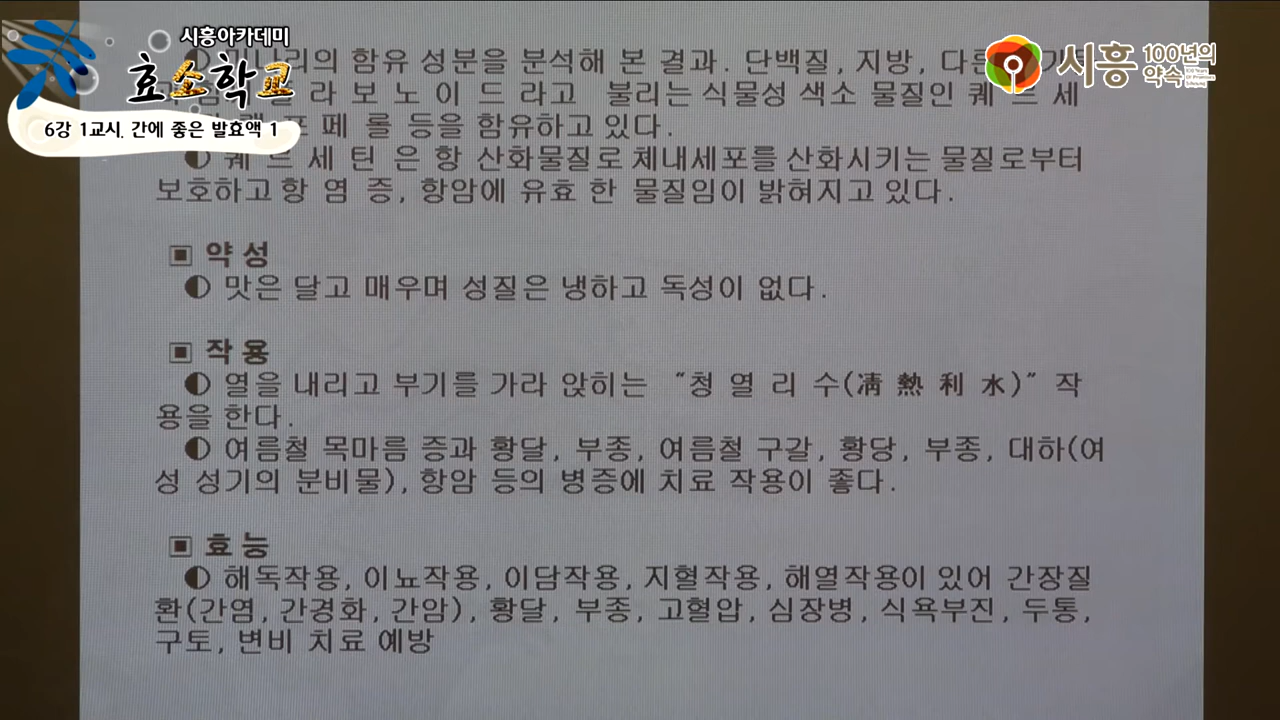 시흥아카데미
효소학교
6강 1교시. 간에 좋은 발효액 1
시흥 100년의 약속
함유 성분을 분석해 본 결과. 단백질, 지방,
라 보 노 이 드 라고 불리는 식물성 색소 물질인 퀘 르 세
페 롤 등을 함유하고 있다.
◐ 퀘 르 세 틴 은 항 산화물질로 체내세포를 산화시키는 물질로부터
보호하고 항 염 증, 항암에 유효 한 물질임이 밝혀지고 있다.
▣ 약 성
◐ 맛은 달고 매우며 성질은 냉하고 독성이 없다.
▣ 작 용
◐ 열을 내리고 부기를 가라 앉히는 "청 열 리 수(凊 熱 利 水)" 작
용을 한다.
◐ 여름철 목마름 증과 황달, 부종, 여름철 구갈, 황당, 부종, 대하(여
성 성기의 분비물), 항암 등의 병증에 치료 작용이 좋다.
▣ 효 능
◐ 해독작용, 이뇨작용, 이담작용, 지혈작용, 해열작용이 있어 간장질
환(간염, 간경화, 간암), 황달, 부종, 고혈압, 심장병, 식욕부진, 두통,
구토, 변비 치료 예방